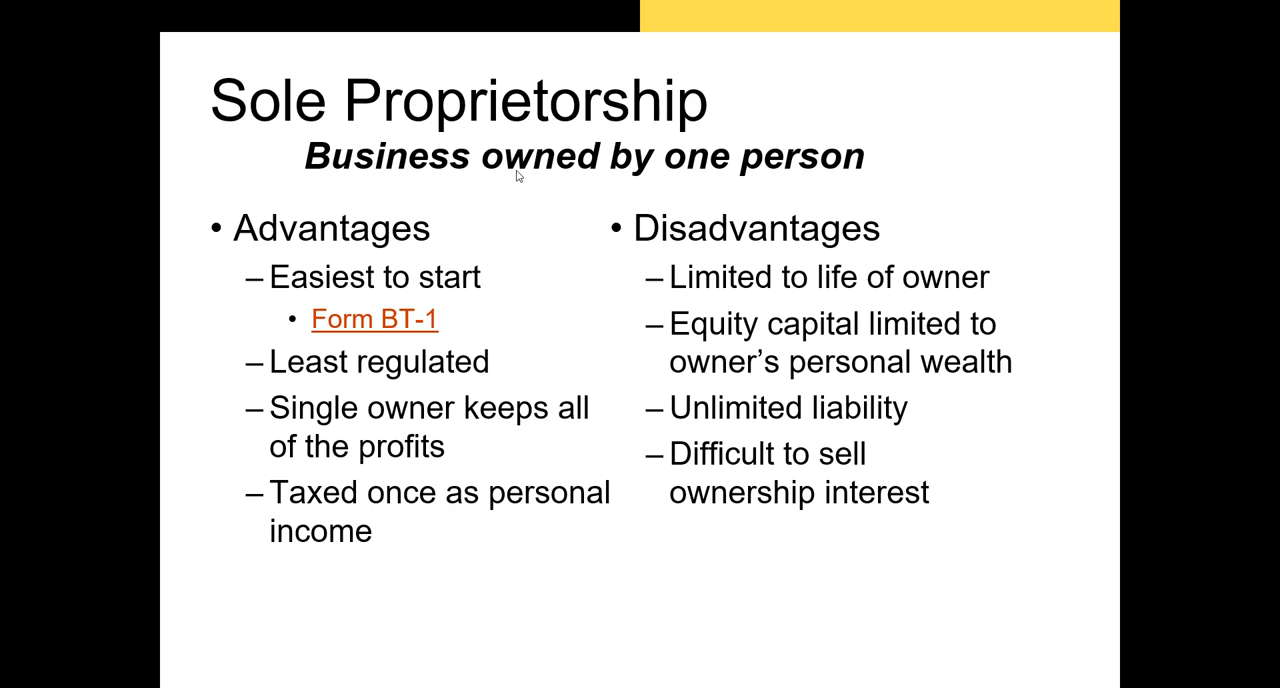 Sole Proprietorship
Business owned by one person
• Advantages
– Easiest to start
• Form BT-1
– Least regulated
– Single owner keeps all
of the profits
– Taxed once as personal
income
• Disadvantages
– Limited to life of owner
– Equity capital limited to
owner’s personal wealth
– Unlimited liability
– Difficult to sell
ownership interest